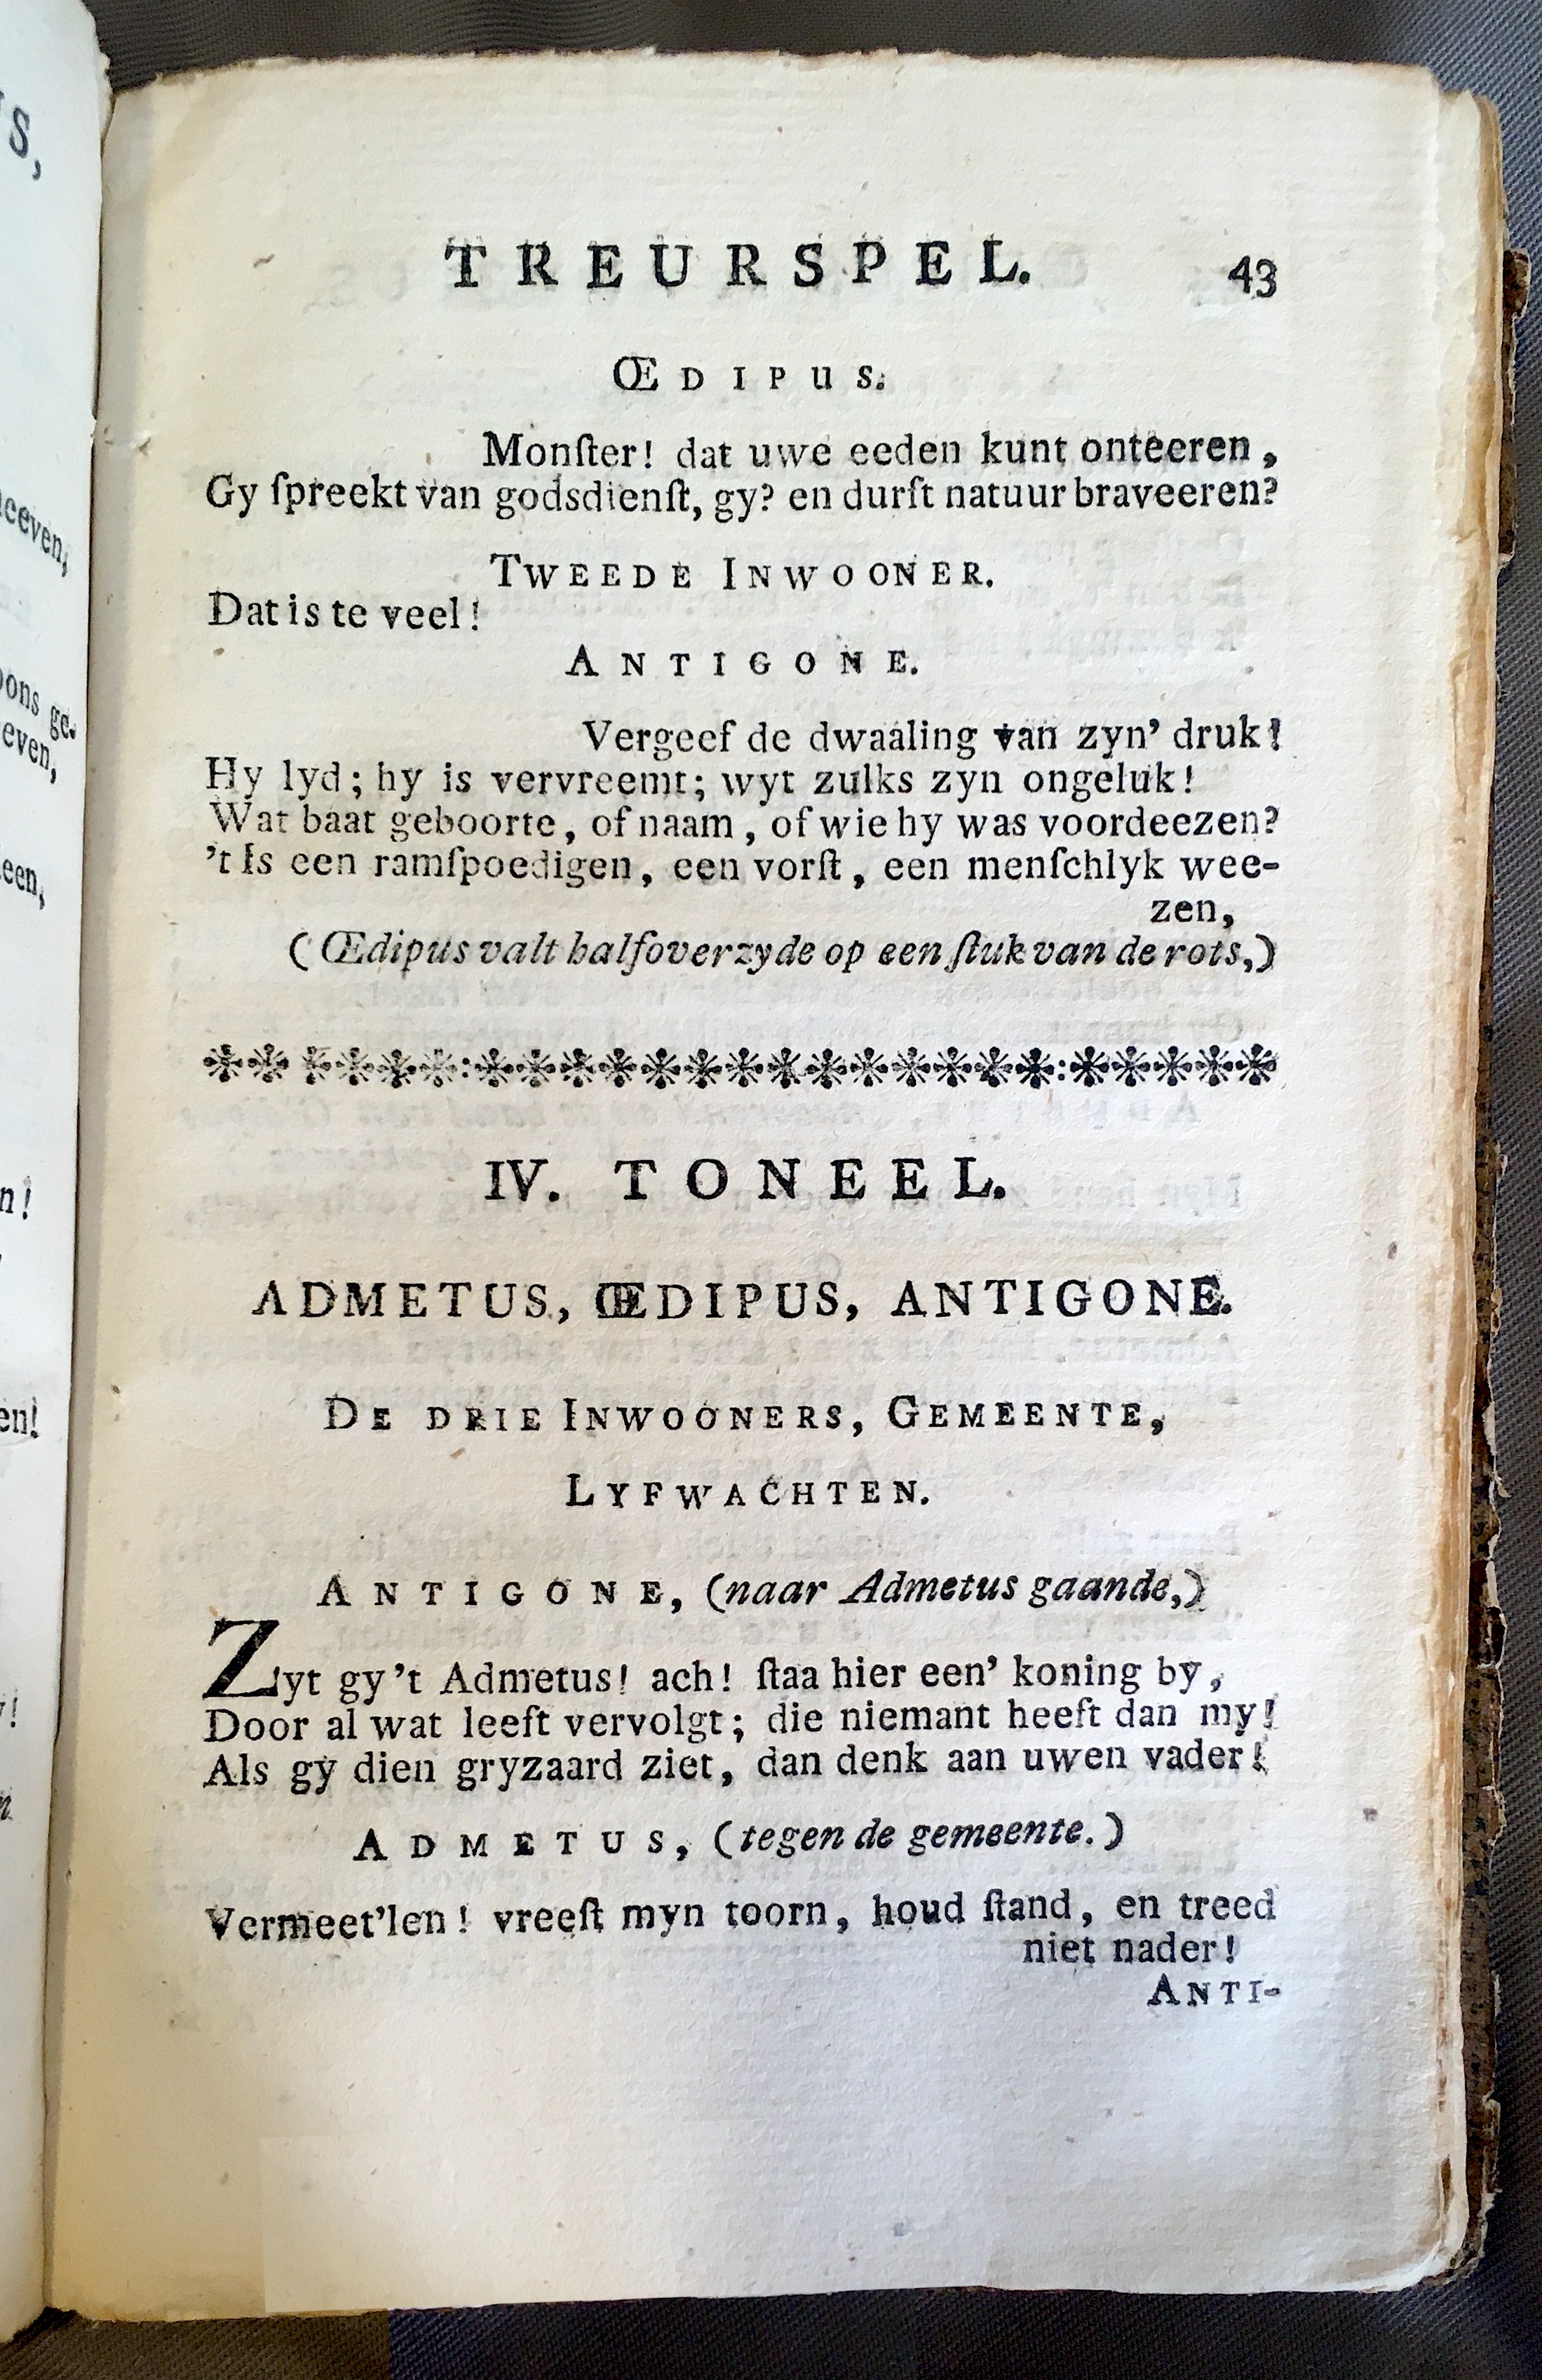 TREURSPEL. 43
ŒDIPUS.
Monſter! dat uwe eeden kunt onteeren,
Gy ſpreekt van godsdienſt, gy? en durſt natuur braveeren?
TWEEDE INWOONER.
Dat is te veel!
ANTIGONE.
Vergeef de dwaaling van zyn' druk!
Hy lyd; hy is vervreemt; wyt zulks zyn ongeluk!
Wat baat geboorte, of naam, of wie hy was voordeezen?
't Is een ramſpoedigen, een vorſt, een menſchlyk wee-
zen,
(Œdipus valt halfoverzyde op een ſtuk van de rots,)
IV. TONEEL.
ADMETUS, ŒDIPUS, ANTIGONE.
DE DRIE INWOONERS, GEMEENTE,
LYFWACHTEN.
ANTIGONE, (naar Admetus gaande,)
Zyt gy 't Admetus! ach! ſtaa hier een' koning by,
Door al wat leeft vervolgt; die niemant heeft dan my!
Als gy dien gryzaard ziet, dan denk aan uwen vader!
ADMETUS, (tegen de gemeente.)
Vermeet'len! vreeſt myn toorn, houd ſtand, en treed
niet nader!
ANTI-